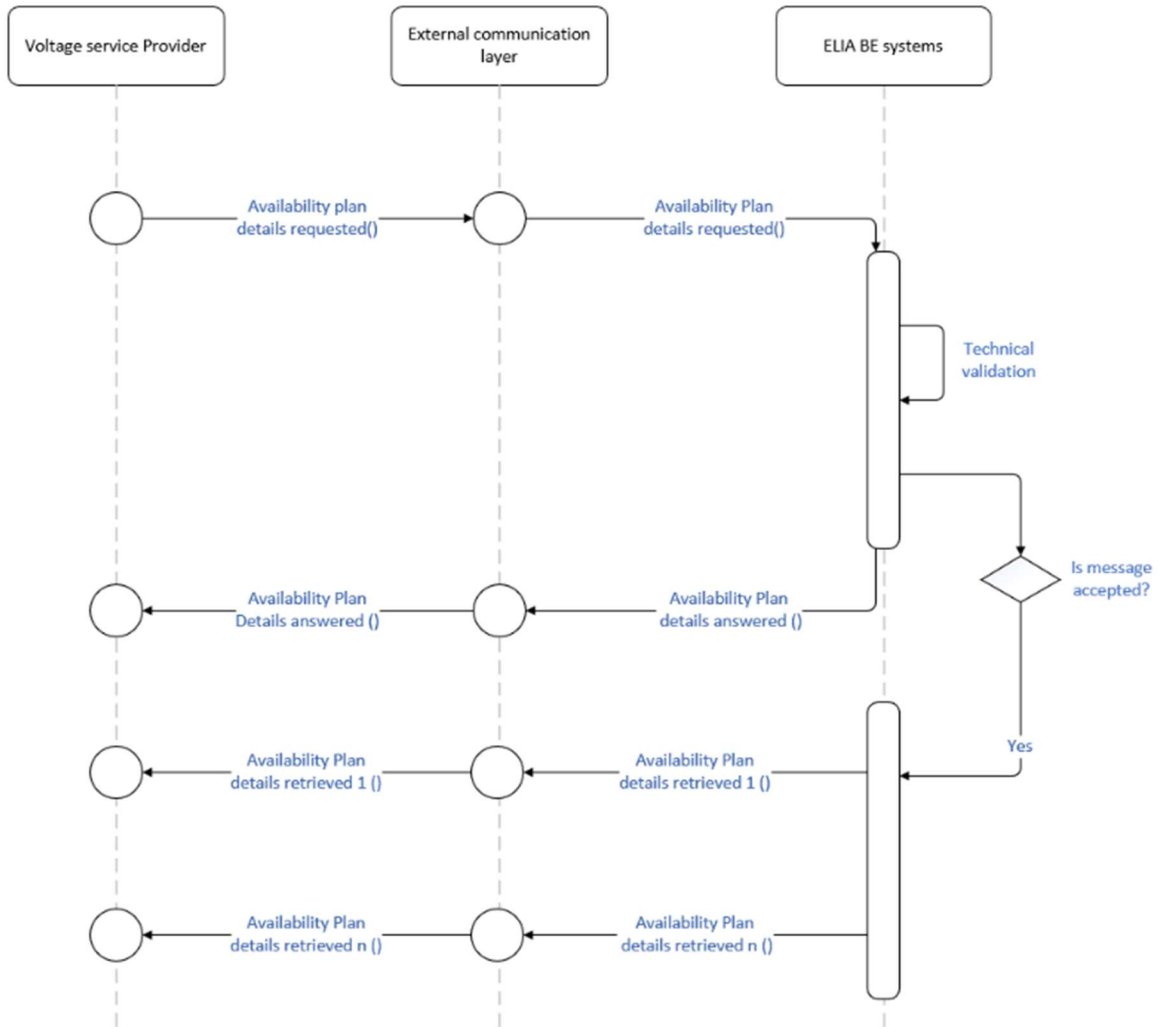 Voltage service Provider
External communication
layer
ELIA BE systems
Availability plan
details requested()
Availability Plan
details requested()
Technical
validation
Is message
accepted?
Availability Plan
Details answered ()
Availability Plan
details answered ()
Yes
Availability Plan
details retrieved 1 ()
Availability Plan
details retrieved 1 ()
Availability Plan
details retrieved n ()
Availability Plan
details retrieved n ()